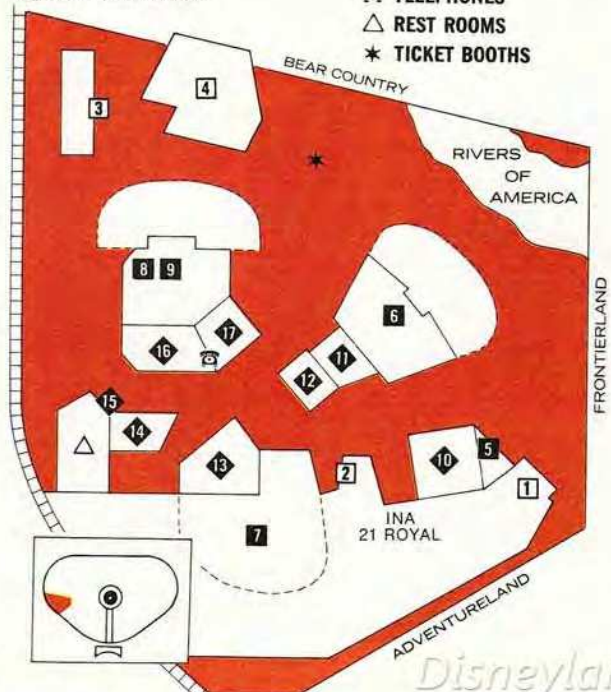 △ REST ROOMS
✶ TICKET BOOTHS
BEAR COUNTRY
3
4
RIVERS
OF
AMERICA
FRONTIERLAND
8 9
6
17
16
11
12
15
14
13
10
5
2
1
7
INA
21 ROYAL
ADVENTURELAND